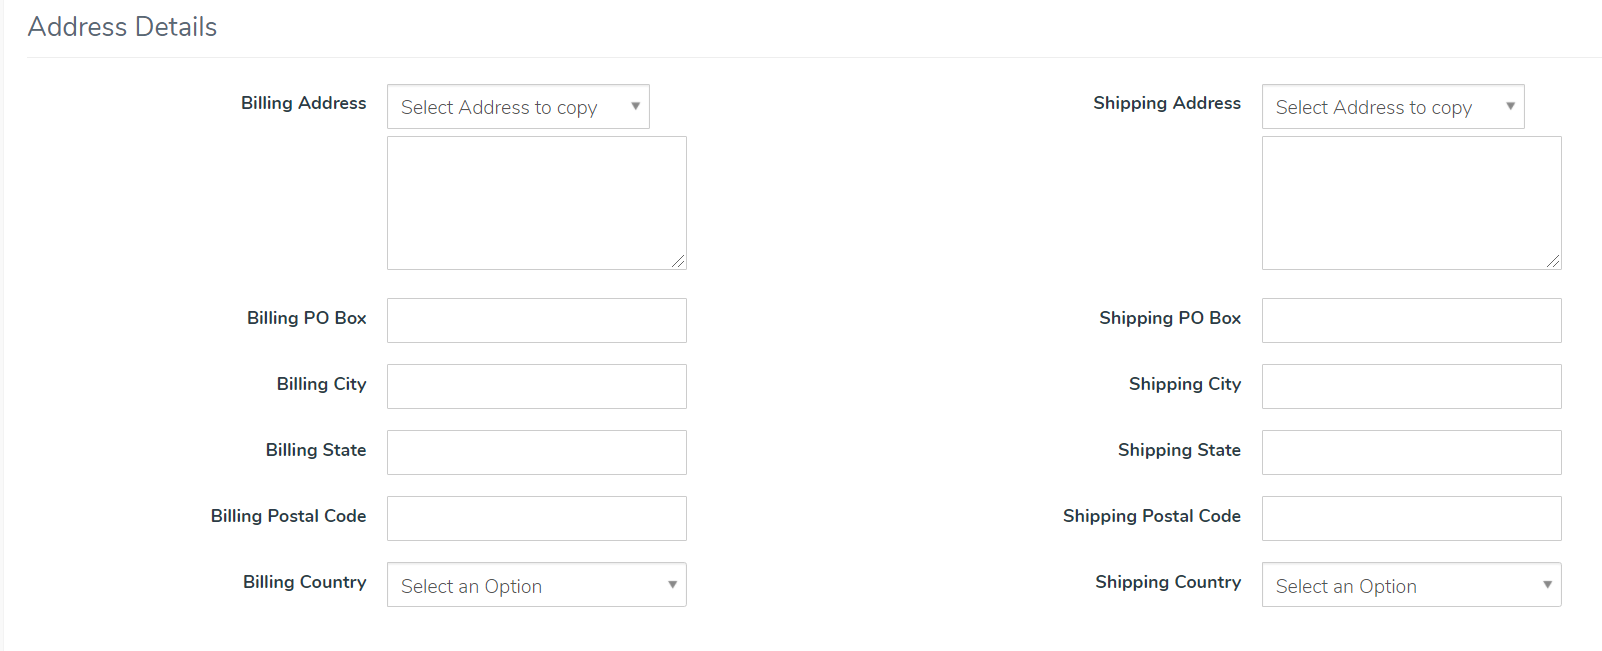 Address Details
Billing Address
Select Address to copy
Shipping Address
Select Address to copy
Billing PO Box
Shipping PO Box
Billing City
Shipping City
Billing State
Shipping State
Billing Postal Code
Shipping Postal Code
Billing Country
Select an Option
Shipping Country
Select an Option